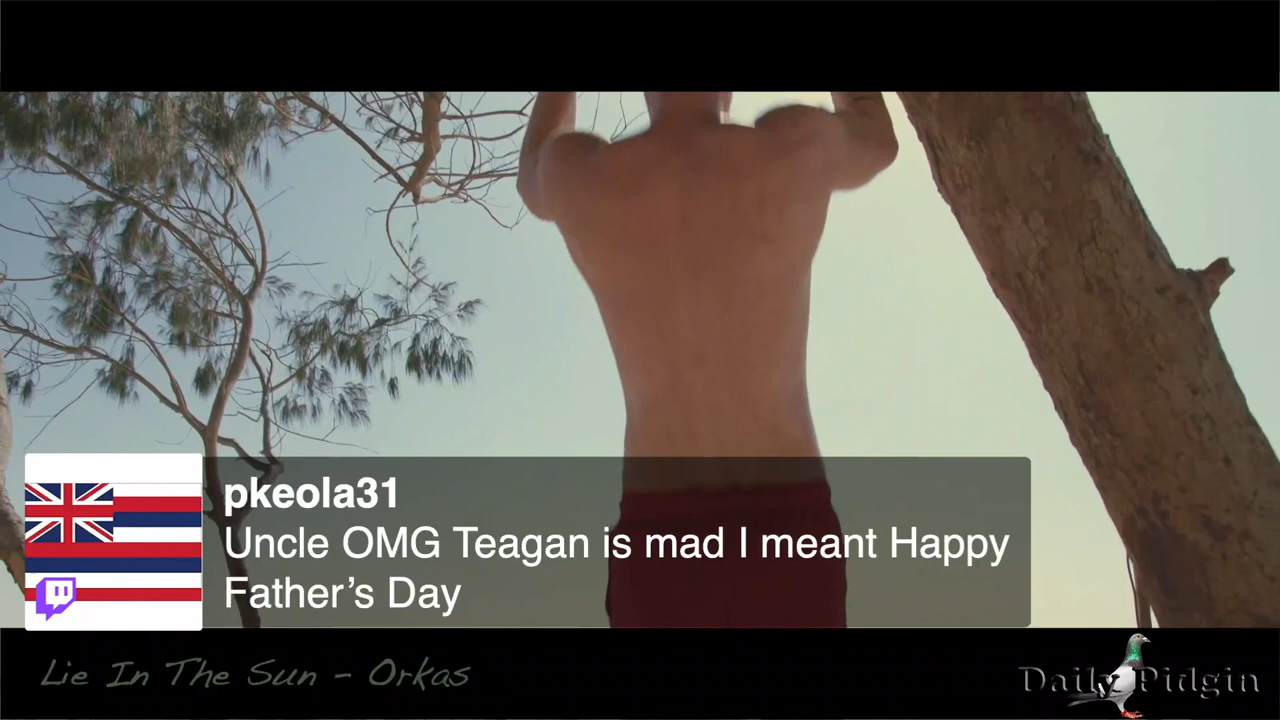 pkeola31
Uncle OMG Teagan is mad I meant Happy
Father’s Day
Lie In The Sun - Orkas
Daily Pidgin